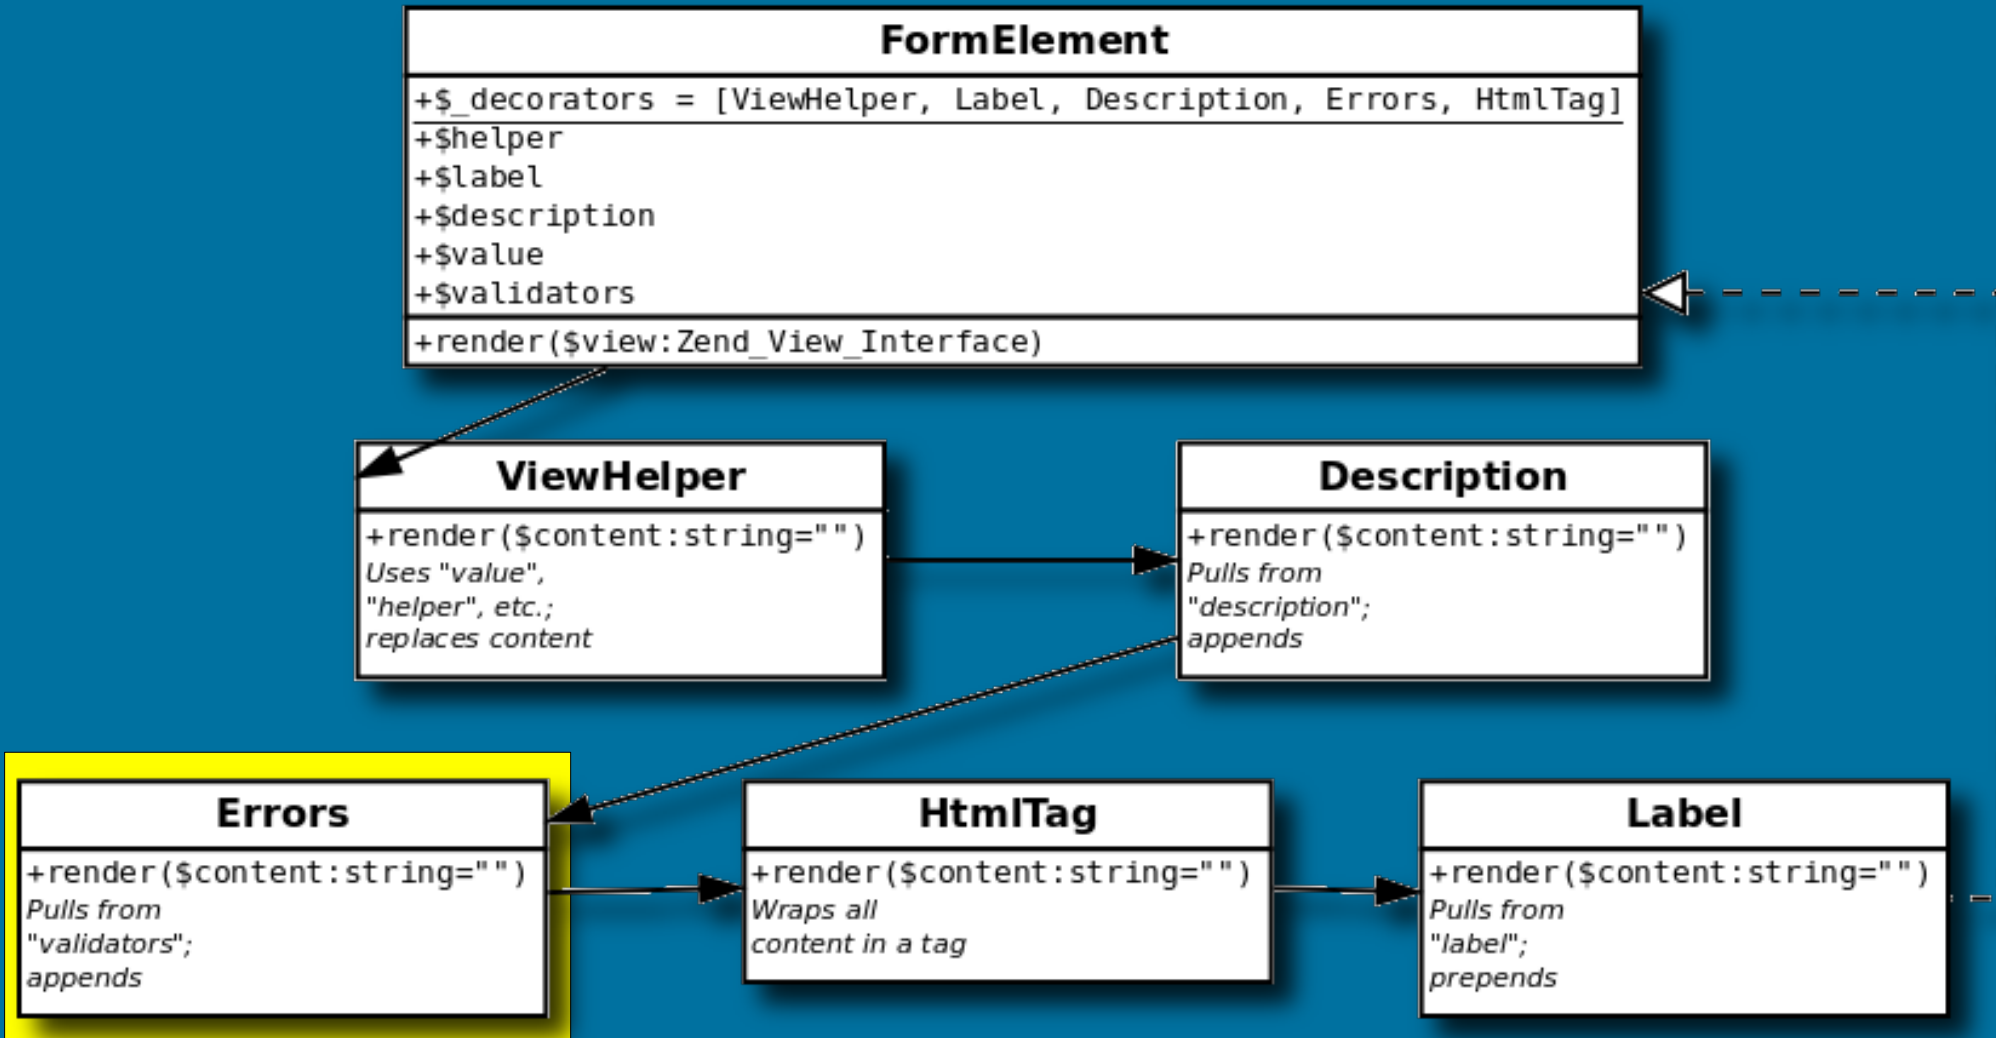 FormElement
+$_decorators = [ViewHelper, Label, Description, Errors, HtmlTag]
+$helper
+$label
+$description
+$value
+$validators
+render($view:Zend_View_Interface)
ViewHelper
+render($content:string="")
Uses "value",
"helper", etc.;
replaces content
Description
+render($content:string="")
Pulls from
"description";
appends
Errors
+render($content:string="")
Pulls from
"validators";
appends
HtmlTag
+render($content:string="")
Wraps all
content in a tag
Label
+render($content:string="")
Pulls from
"label";
prepends